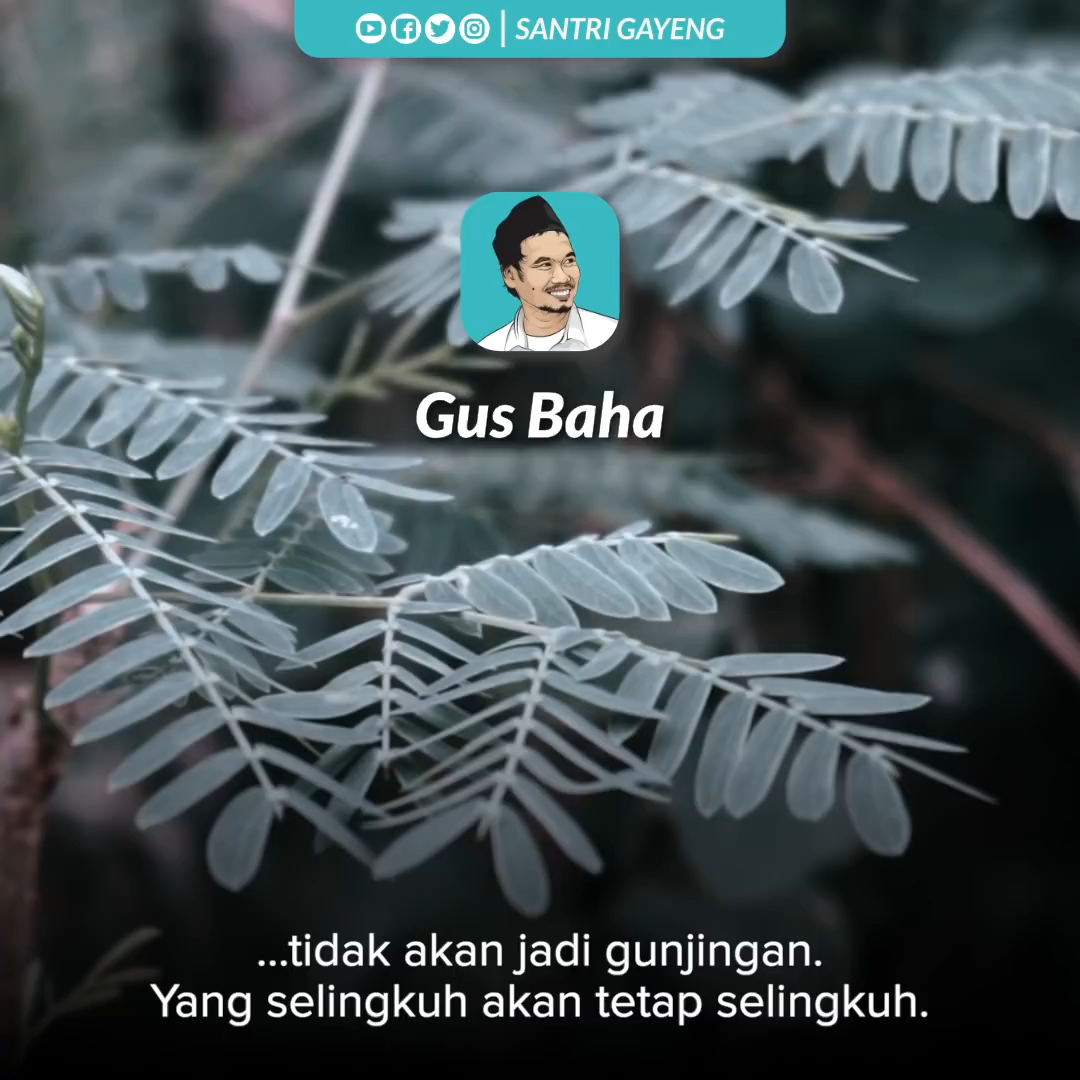 SANTRI GAYENG
Gus Baha
...tidak akan jadi gunjingan.
Yang selingkuh akan tetap selingkuh.